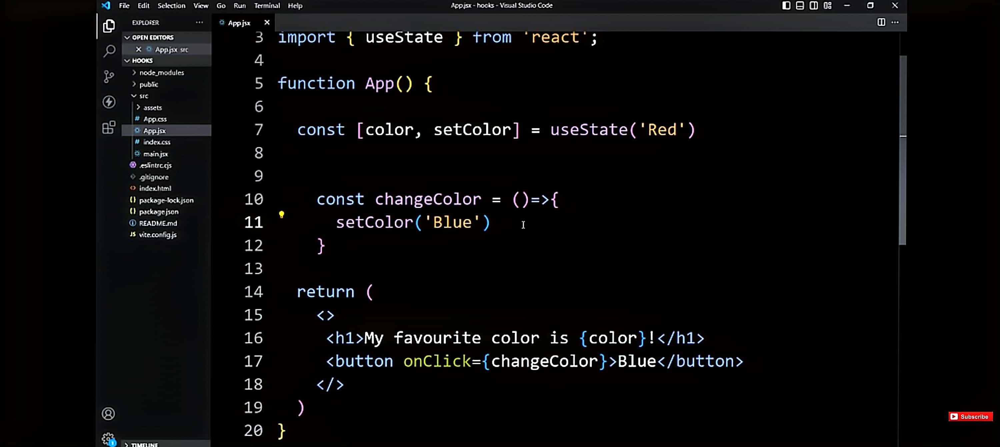 File Edit Selection View Go Run Terminal Help
App.jsx - hooks - Visual Studio Code
EXPLORER
App.jsx
OPEN EDITORS
App.jsx src
HOOKS
node_modules
public
src
assets
# App.css
App.jsx
# index.css
main.jsx
.eslintrc.cjs
.gitignore
<> index.html
{} package-lock.json
{} package.json
README.md
JS vite.config.js
TIMELINE
3 import { useState } from 'react';
4
5 function App() {
6
7 const [color, setColor] = useState('Red')
8
9
10 const changeColor = ()=>{
11 setColor('Blue')
12 }
13
14 return (
15 <>
16 <h1>My favourite color is {color}!</h1>
17 <button onClick={changeColor}>Blue</button>
18 </>
19 )
20 }
1
Subscribe